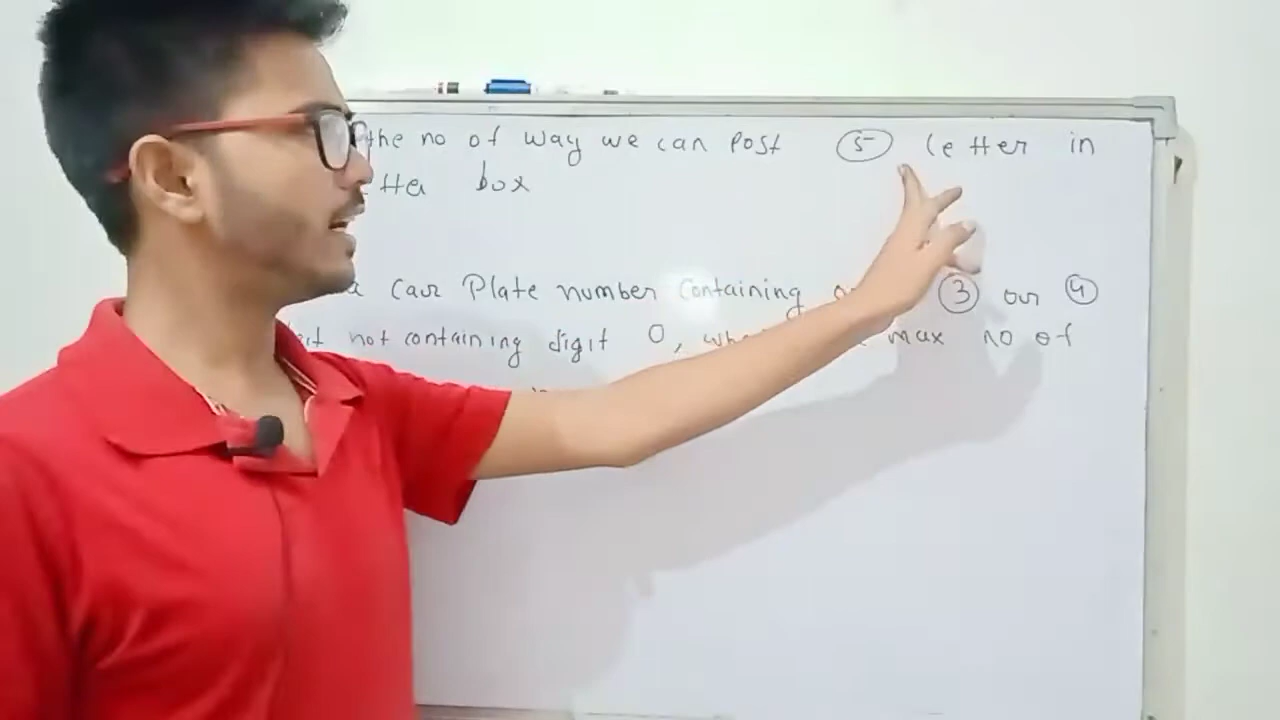 the no of way we can Post 5 letter in
box
a car Plate number Containing 3 or 4
not containing digit 0, max no of